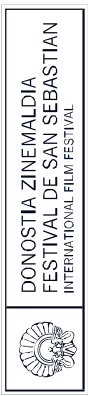 DONOSTIA ZINEMALDIA
FESTIVAL DE SAN SEBASTIAN
INTERNATIONAL FILM FESTIVAL